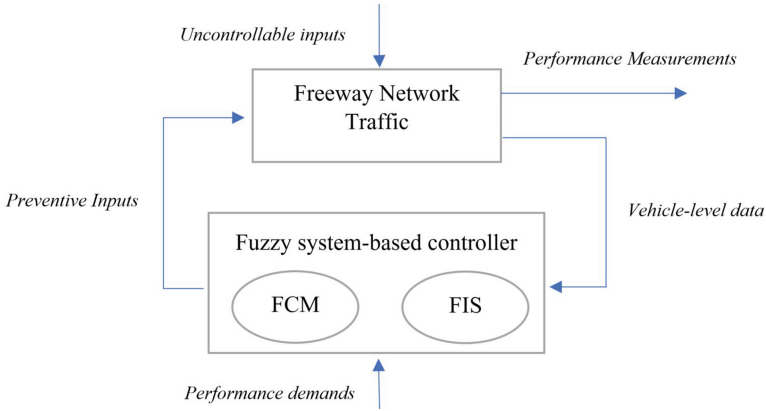 Uncontrollable inputs
Performance Measurements
Freeway Network
Traffic
Preventive Inputs
Vehicle-level data
Fuzzy system-based controller
FCM
FIS
Performance demands